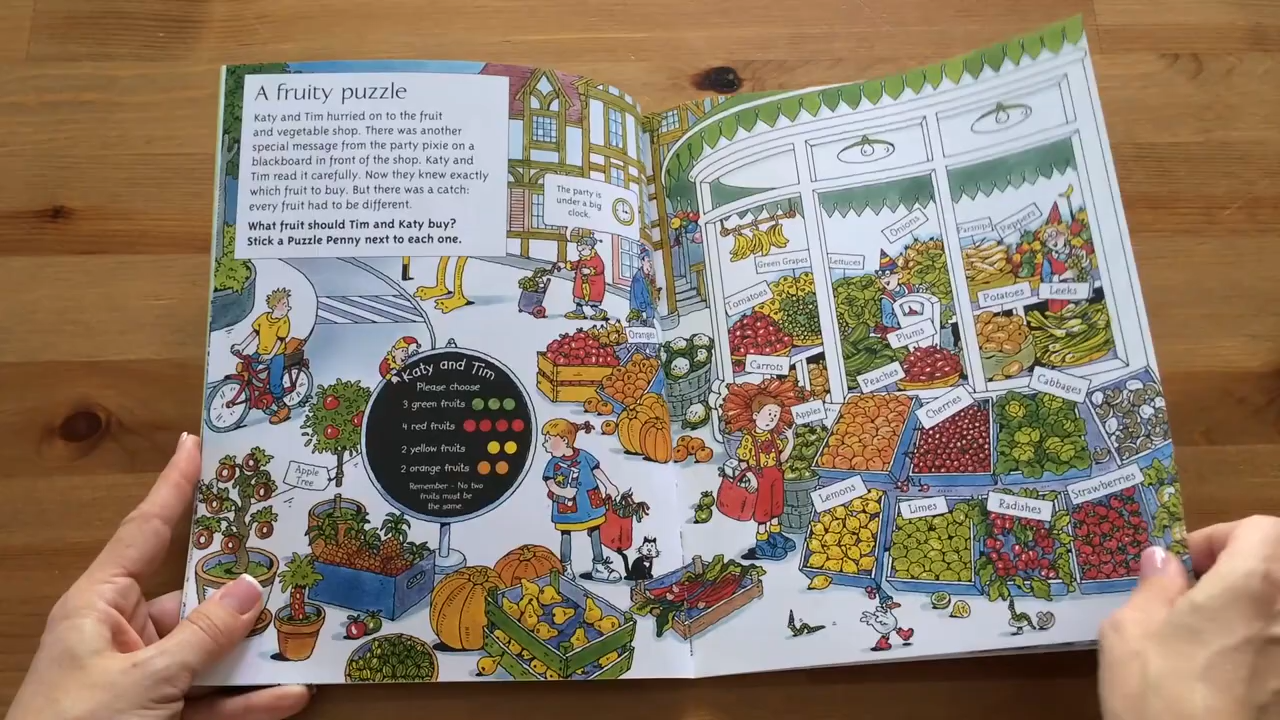 A fruity puzzle
Katy and Tim hurried on to the fruit
and vegetable shop. There was another
special message from the party pixie on a
blackboard in front of the shop. Katy and
Tim read it carefully. Now they knew exactly
which fruit to buy. But there was a catch:
every fruit had to be different.
What fruit should Tim and Katy buy?
Stick a Puzzle Penny next to each one.
The party is
under a big
clock.
Katy and Tim
Please choose
3 green fruits
4 red fruits
2 yellow fruits
2 orange fruits
Remember - No two
fruits must be
the same.
Apple
Tree
Oranges
Onions
Parsnips
Peppers
Green Grapes
Lettuces
Tomatoes
Potatoes
Leeks
Plums
Carrots
Peaches
Cherries
Cabbages
Apples
Lemons
Limes
Radishes
Strawberries